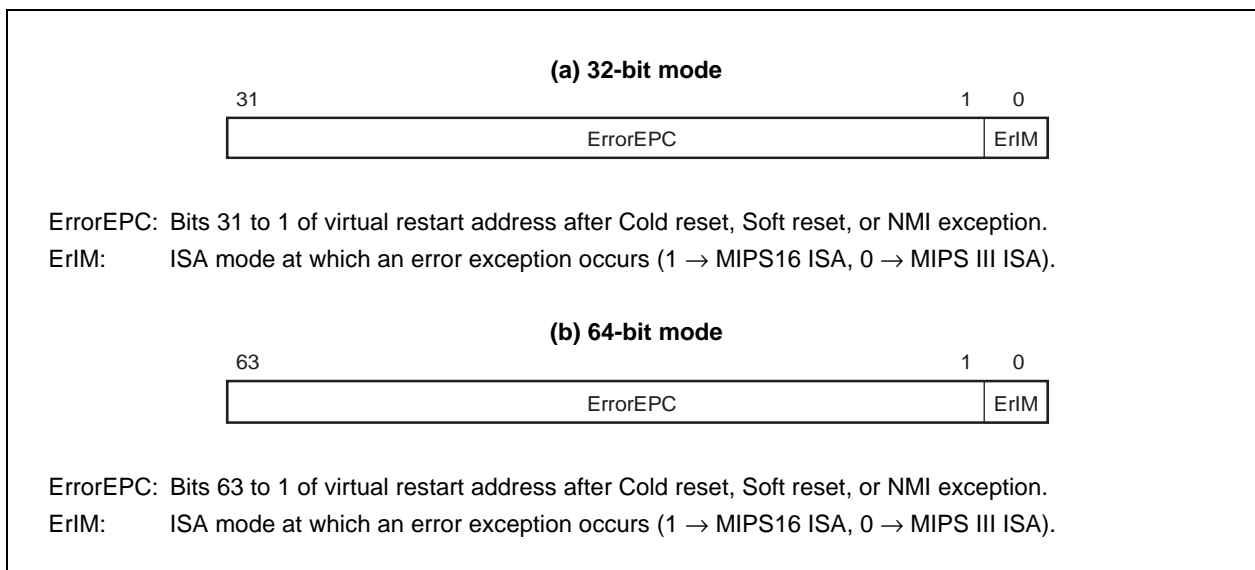 (a) 32-bit mode
31 1 0
ErrorEPC ErIM
ErrorEPC: Bits 31 to 1 of virtual restart address after Cold reset, Soft reset, or NMI exception.
ErIM: ISA mode at which an error exception occurs (1 → MIPS16 ISA, 0 → MIPS III ISA).
(b) 64-bit mode
63 1 0
ErrorEPC ErIM
ErrorEPC: Bits 63 to 1 of virtual restart address after Cold reset, Soft reset, or NMI exception.
ErIM: ISA mode at which an error exception occurs (1 → MIPS16 ISA, 0 → MIPS III ISA).